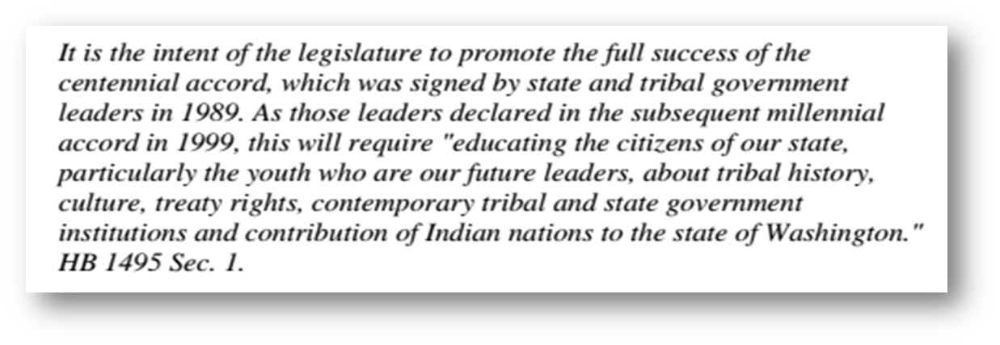 It is the intent of the legislature to promote the full success of the
centennial accord, which was signed by state and tribal government
leaders in 1989. As those leaders declared in the subsequent millennial
accord in 1999, this will require "educating the citizens of our state,
particularly the youth who are our future leaders, about tribal history,
culture, treaty rights, contemporary tribal and state government
institutions and contribution of Indian nations to the state of Washington."
HB 1495 Sec. 1.